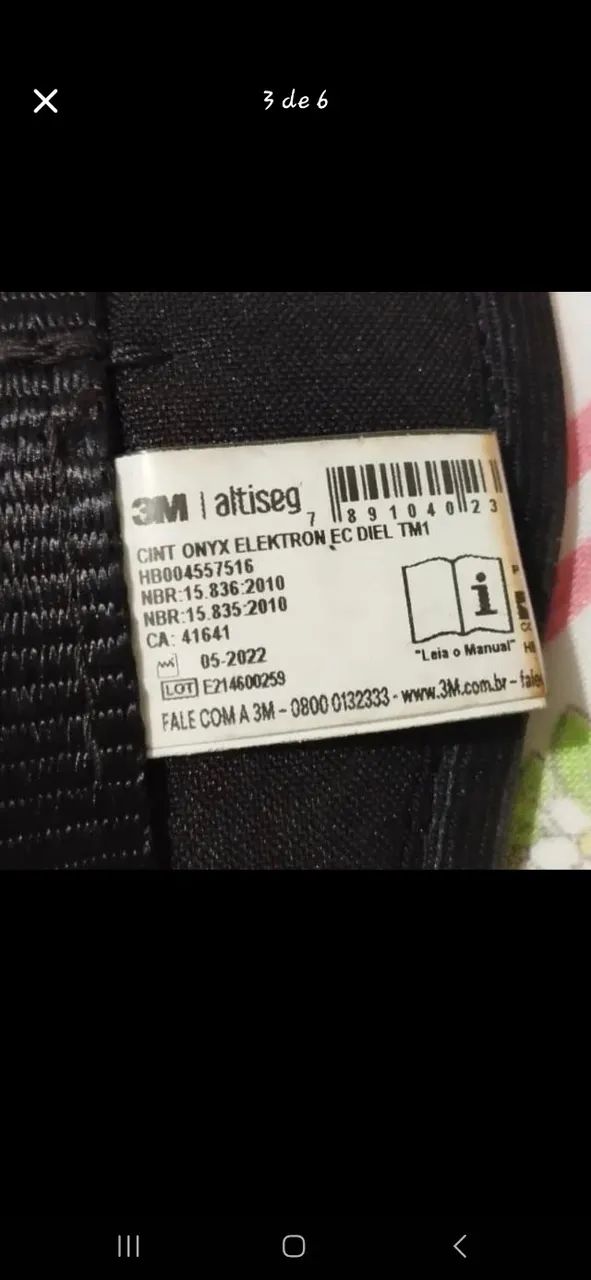 3 de 6
3M | altiseg
7 891040 23
CINT ONYX ELEKTRON EC DIEL TM1
HB004557516
NBR:15.836:2010
NBR:15.835:2010
CA: 41641
05-2022
LOT E214600259
"Leia o Manual"
FALE COM A 3M - 0800 0132333 - www.3M.com.br -